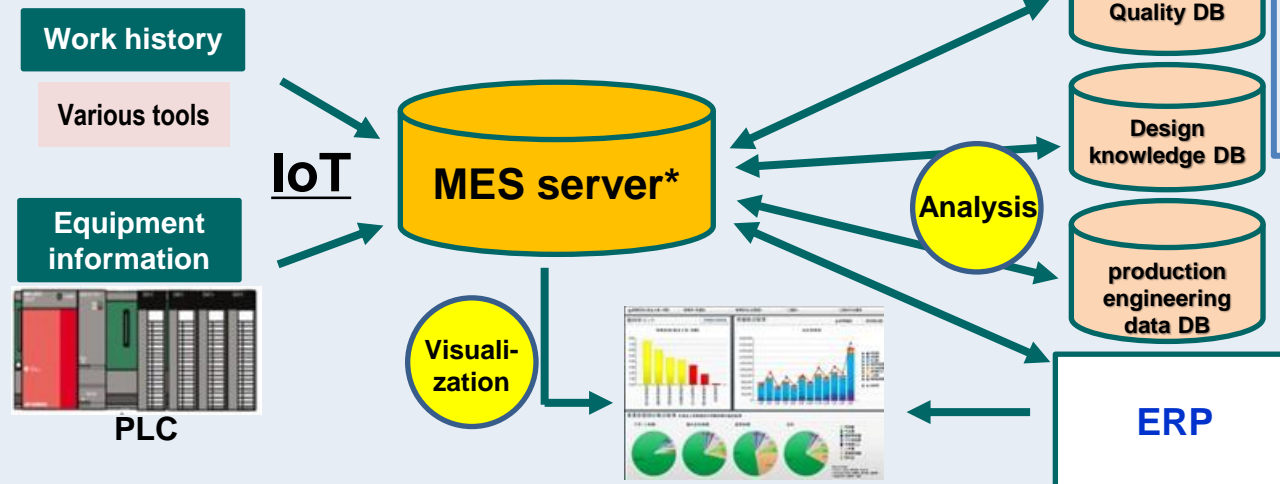 Quality DB
Work history
Various tools
IoT
MES server*
Design
knowledge DB
Analysis
Equipment
information
production
engineering
data DB
Visuali-
zation
PLC
ERP